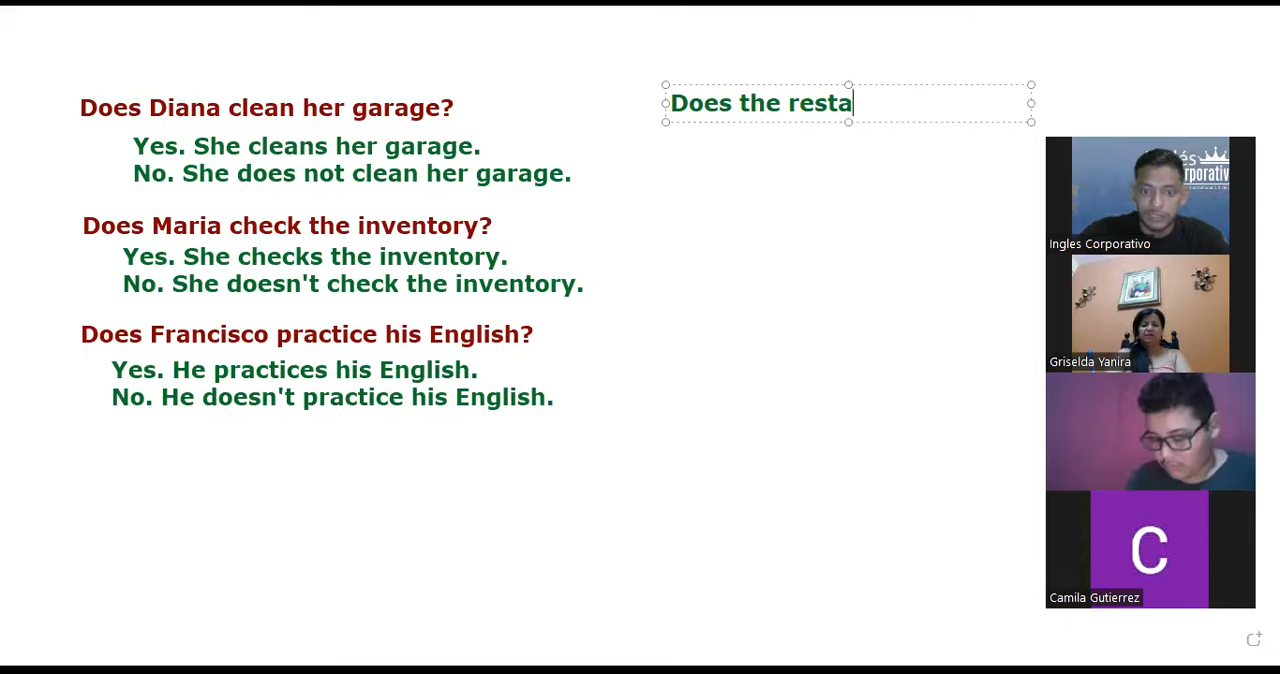 Does Diana clean her garage?
Yes. She cleans her garage.
No. She does not clean her garage.
Does Maria check the inventory?
Yes. She checks the inventory.
No. She doesn't check the inventory.
Does Francisco practice his English?
Yes. He practices his English.
No. He doesn't practice his English.
Does the resta
Ingles Corporativo
Griselda Yanira
C
Camila Gutierrez